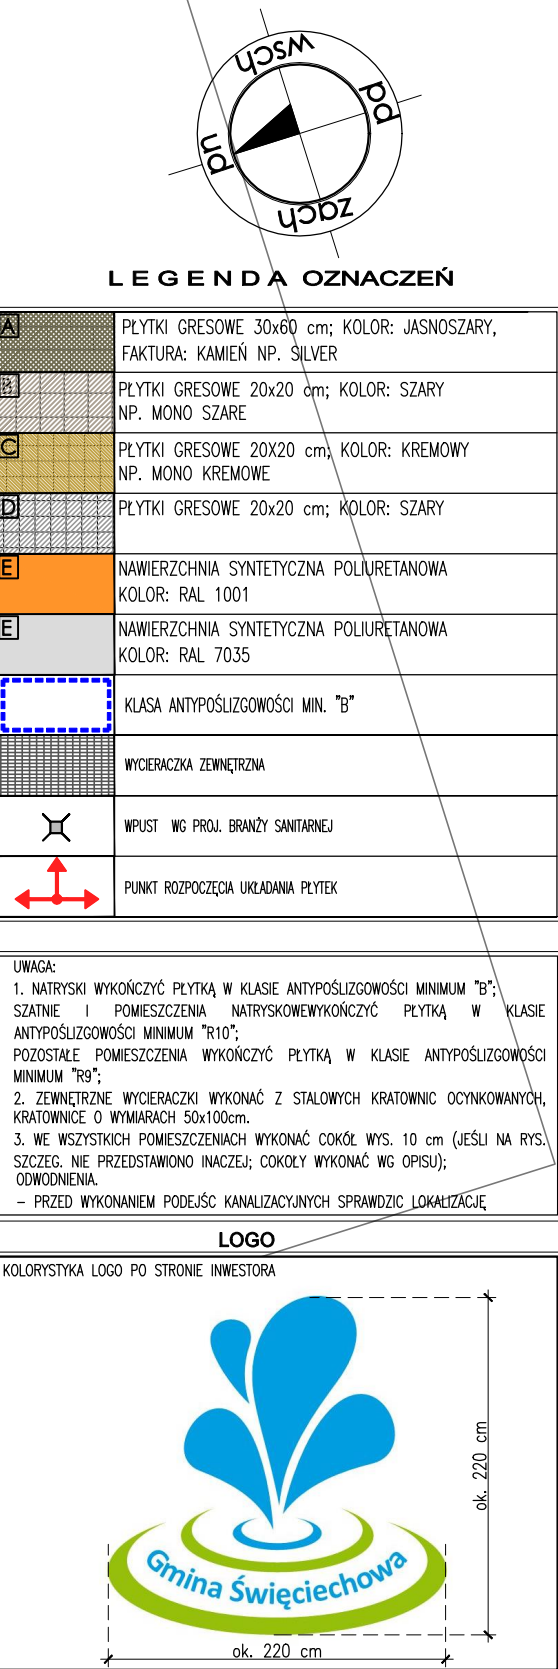 wsch
pd
pn
zach
LEGENDA OZNACZEŃ
A
PŁYTKI GRESOWE 30x60 cm; KOLOR: JASNOSZARY,
FAKTURA: KAMIEŃ NP. SILVER
PŁYTKI GRESOWE 20x20 cm; KOLOR: SZARY
NP. MONO SZARE
C
PŁYTKI GRESOWE 20X20 cm; KOLOR: KREMOWY
NP. MONO KREMOWE
D
PŁYTKI GRESOWE 20x20 cm; KOLOR: SZARY
E
NAWIERZCHNIA SYNTETYCZNA POLIURETANOWA
KOLOR: RAL 1001
E
NAWIERZCHNIA SYNTETYCZNA POLIURETANOWA
KOLOR: RAL 7035
KLASA ANTYPOŚLIZGOWOŚCI MIN. "B"
WYCIERACZKA ZEWNĘTRZNA
WPUST WG PROJ. BRANŻY SANITARNEJ
PUNKT ROZPOCZĘCIA UKŁADANIA PŁYTEK
UWAGA:
1. NATRYSKI WYKOŃCZYĆ PŁYTKĄ W KLASIE ANTYPOŚLIZGOWOŚCI MINIMUM "B";
SZATNIE I POMIESZCZENIA NATRYSKOWEWYKOŃCZYĆ PŁYTKĄ W KLASIE
ANTYPOŚLIZGOWOŚCI MINIMUM "R10";
POZOSTAŁE POMIESZCZENIA WYKOŃCZYĆ PŁYTKĄ W KLASIE ANTYPOŚLIZGOWOŚCI
MINIMUM "R9";
2. ZEWNĘTRZNE WYCIERACZKI WYKONAĆ Z STALOWYCH KRATOWNIC OCYNKOWANYCH,
KRATOWNICE O WYMIARACH 50x100cm.
3. WE WSZYSTKICH POMIESZCZENIACH WYKONAĆ COKÓŁ WYS. 10 cm (JEŚLI NA RYS.
SZCZEG. NIE PRZEDSTAWIONO INACZEJ; COKOŁY WYKONAĆ WG OPISU);
ODWODNIENIA.
– PRZED WYKONANIEM PODEJŚC KANALIZACYJNYCH SPRAWDZIC LOKALIZACJĘ
LOGO
KOLORYSTYKA LOGO PO STRONIE INWESTORA
ok. 220 cm
Gmina Święciechowa
ok. 220 cm